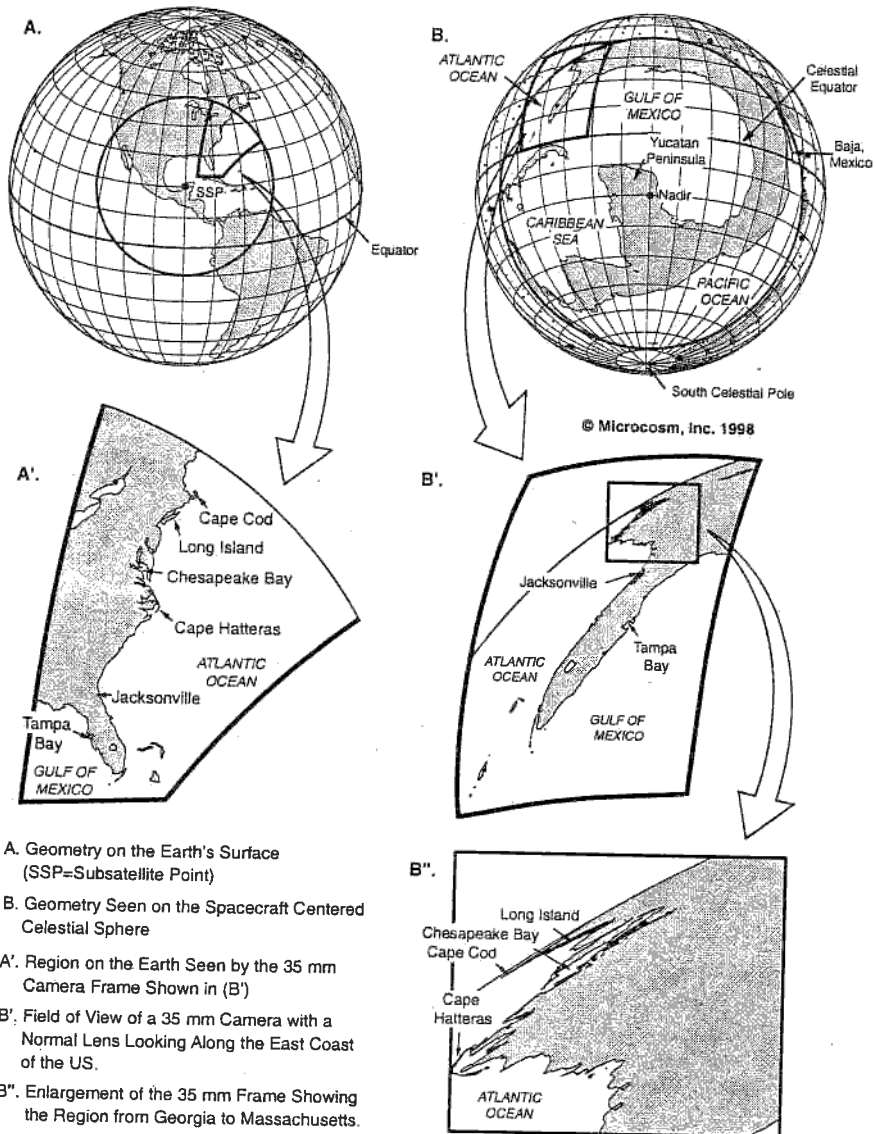 A.
SSP
Equator
B.
ATLANTIC
OCEAN
GULF OF
MEXICO
Celestial
Equator
Yucatan
Peninsula
Baja,
Mexico
Nadir
CARIBBEAN
SEA
PACIFIC
OCEAN
South Celestial Pole
© Microcosm, Inc. 1998
A'.
Cape Cod
Long Island
Chesapeake Bay
Cape Hatteras
ATLANTIC
OCEAN
Jacksonville
Tampa
Bay
GULF OF
MEXICO
B'.
Jacksonville
Tampa
Bay
ATLANTIC
OCEAN
GULF OF
MEXICO
A. Geometry on the Earth's Surface
(SSP=Subsatellite Point)
B. Geometry Seen on the Spacecraft Centered
Celestial Sphere
A'. Region on the Earth Seen by the 35 mm
Camera Frame Shown in (B')
B'. Field of View of a 35 mm Camera with a
Normal Lens Looking Along the East Coast
of the US.
B". Enlargement of the 35 mm Frame Showing
the Region from Georgia to Massachusetts.
B".
Long Island
Chesapeake Bay
Cape Cod
Cape
Hatteras
ATLANTIC
OCEAN